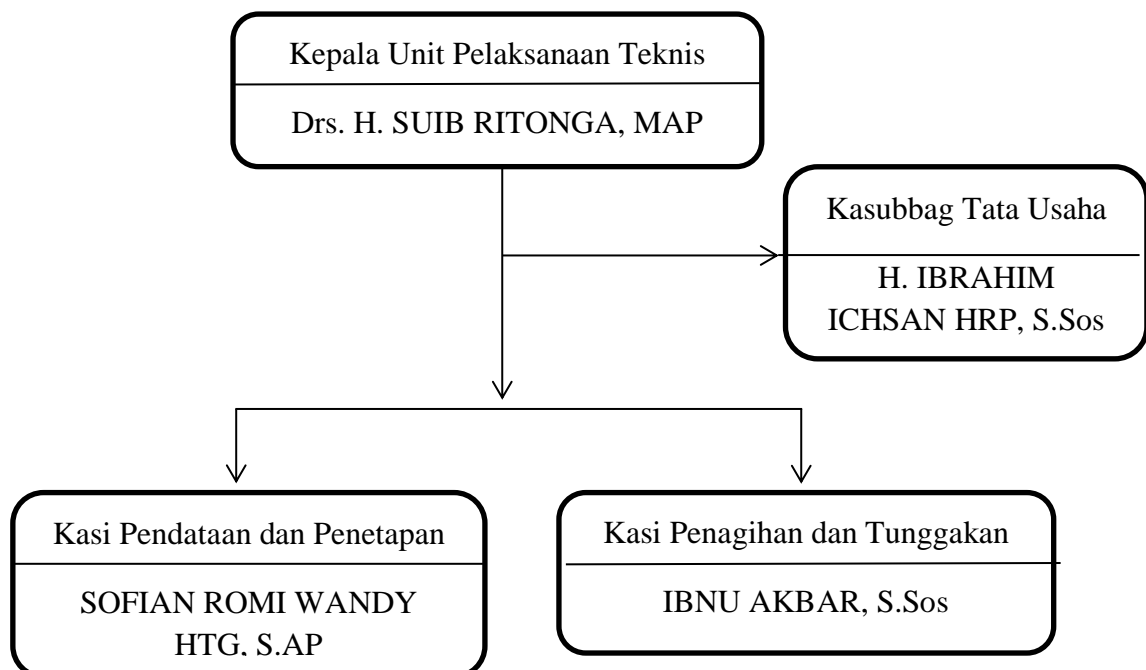 Kepala Unit Pelaksanaan Teknis
Drs. H. SUIB RITONGA, MAP
Kasubbag Tata Usaha
H. IBRAHIM
ICHSAN HRP, S.Sos
Kasi Pendataan dan Penetapan
SOFIAN ROMI WANDY
HTG, S.AP
Kasi Penagihan dan Tunggakan
IBNU AKBAR, S.Sos